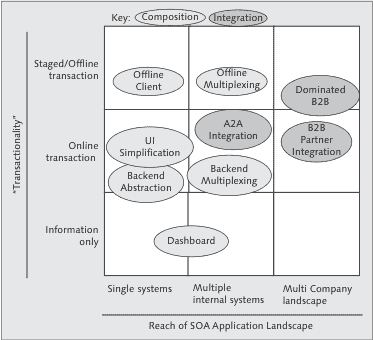 Key: Composition Integration
Staged/Offline
transaction
Offline
Client
Offline
Multiplexing
Dominated
B2B
"Transactionality"
Online
transaction
UI
Simplification
A2A
Integration
B2B
Partner
Integration
Backend
Abstraction
Backend
Multiplexing
Information
only
Dashboard
Single systems
Multiple
internal systems
Multi Company
landscape
Reach of SOA Application Landscape